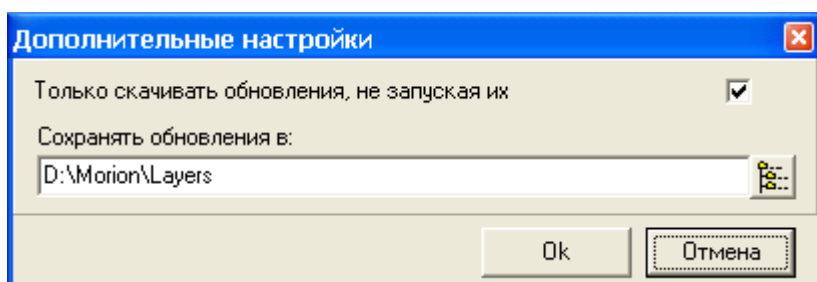 Дополнительные настройки
Только скачивать обновления, не запуская их
Сохранять обновления в:
D:\Morion\Layers
Ok Отмена